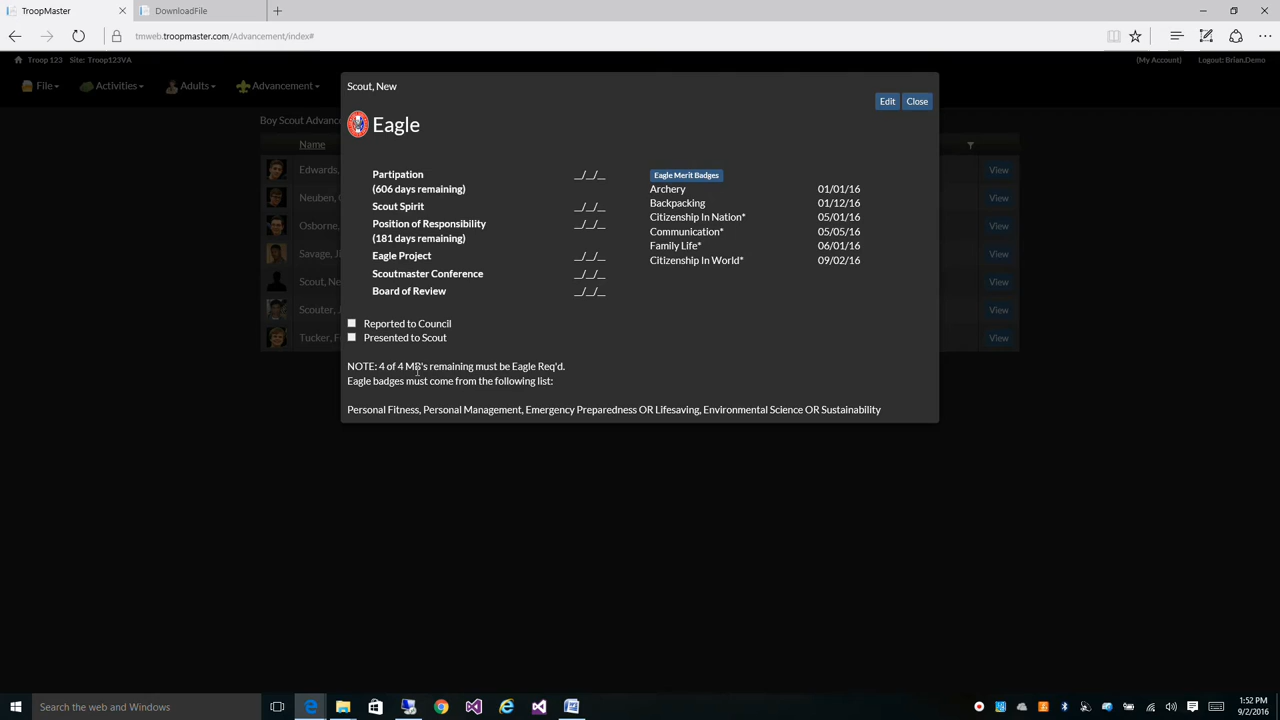 TroopMaster
DownloadFile
tmweb.troopmaster.com/Advancement/index#
Troop 123 Site: Troop123VA
(My Account) Logout: Brian.Demo
File Activities Adults Advancement
Scout, New
Edit Close
Eagle
Boy Scout Advanc
Name
Partipation __/__/__
(606 days remaining)
Scout Spirit __/__/__
Position of Responsibility __/__/__
(181 days remaining)
Eagle Project __/__/__
Scoutmaster Conference __/__/__
Board of Review __/__/__
Eagle Merit Badges
Archery 01/01/16
Backpacking 01/12/16
Citizenship In Nation* 05/01/16
Communication* 05/05/16
Family Life* 06/01/16
Citizenship In World* 09/02/16
Edwards, View
Neuben, View
Osborne, View
Savage, Ji View
Scout, Ne View
Scouter, J View
Tucker, F View
Reported to Council
Presented to Scout
NOTE: 4 of 4 MB's remaining must be Eagle Req'd.
Eagle badges must come from the following list:
Personal Fitness, Personal Management, Emergency Preparedness OR Lifesaving, Environmental Science OR Sustainability
Search the web and Windows
1:52 PM
9/2/2016